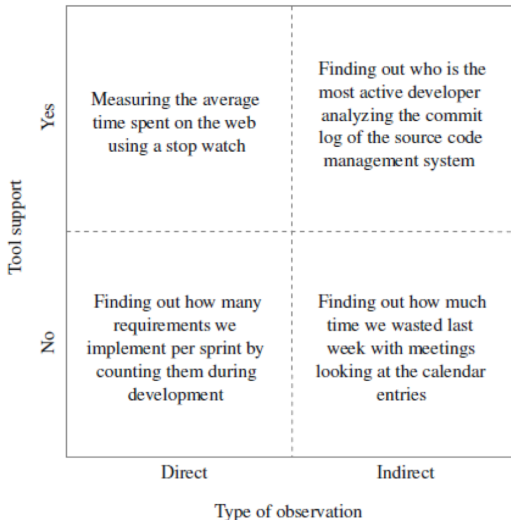 Tool support
Yes
Measuring the average
time spent on the web
using a stop watch
Finding out who is the
most active developer
analyzing the commit
log of the source code
management system
No
Finding out how many
requirements we
implement per sprint by
counting them during
development
Finding out how much
time we wasted last
week with meetings
looking at the calendar
entries
Direct
Indirect
Type of observation